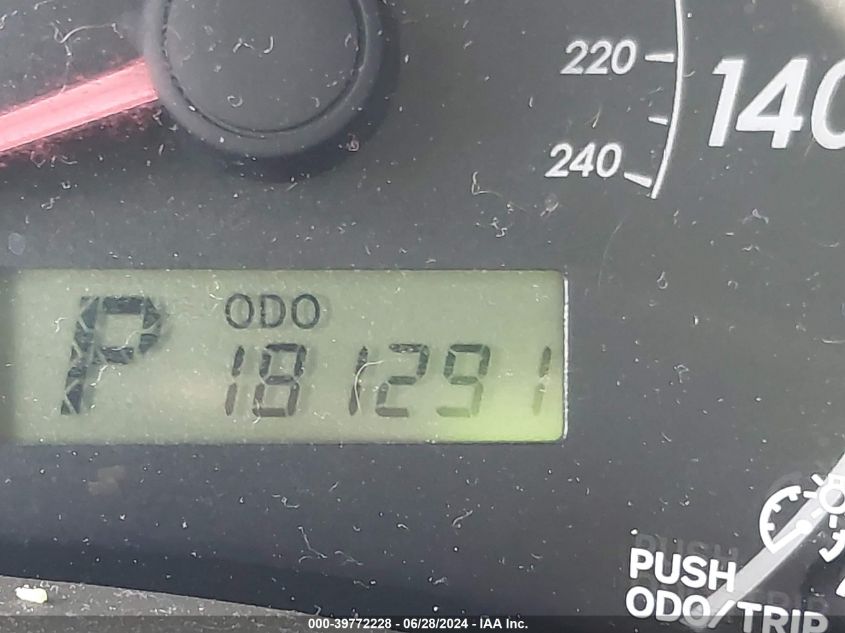 220
140
240
P
ODO
181291
PUSH
ODO/TRIP
000-39772228 - 06/28/2024 - IAA Inc.